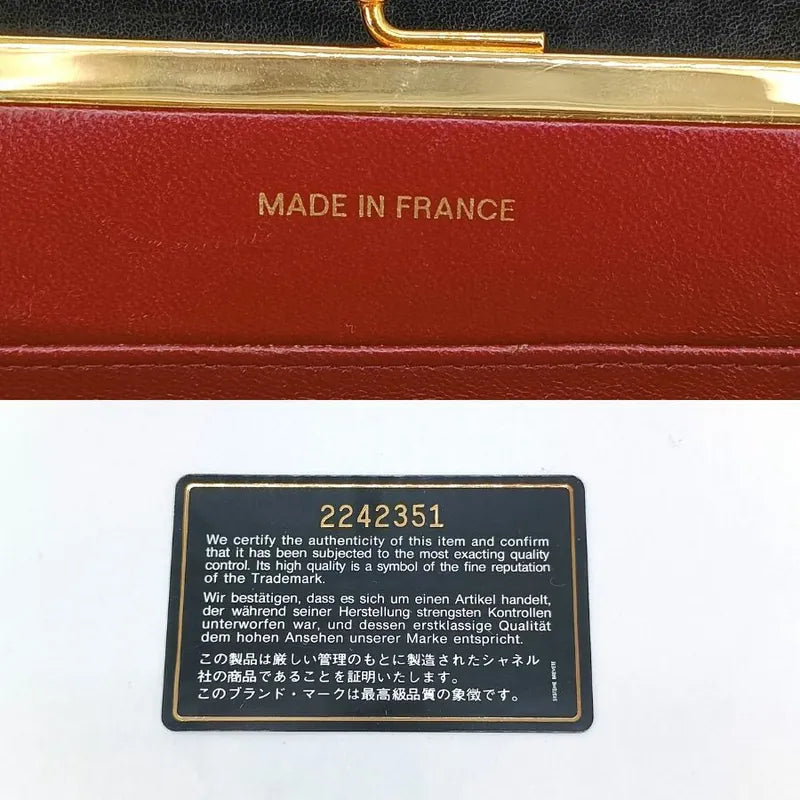 MADE IN FRANCE
2242351
We certify the authenticity of this item and confirm
that it has been subjected to the most exacting quality
control. Its high quality is a symbol of the fine reputation
of the Trademark.
Wir bestätigen, dass es sich um einen Artikel handelt,
der während seiner Herstellung strengsten Kontrollen
unterworfen war, und dessen erstklassige Qualität
dem hohen Ansehen unserer Marke entspricht.
この製品は厳しい管理のもとに製造されたシャネル
社の商品であることを証明いたします。
このブランド・マークは最高級品質の象徴です。
SYSTEME BREVETE